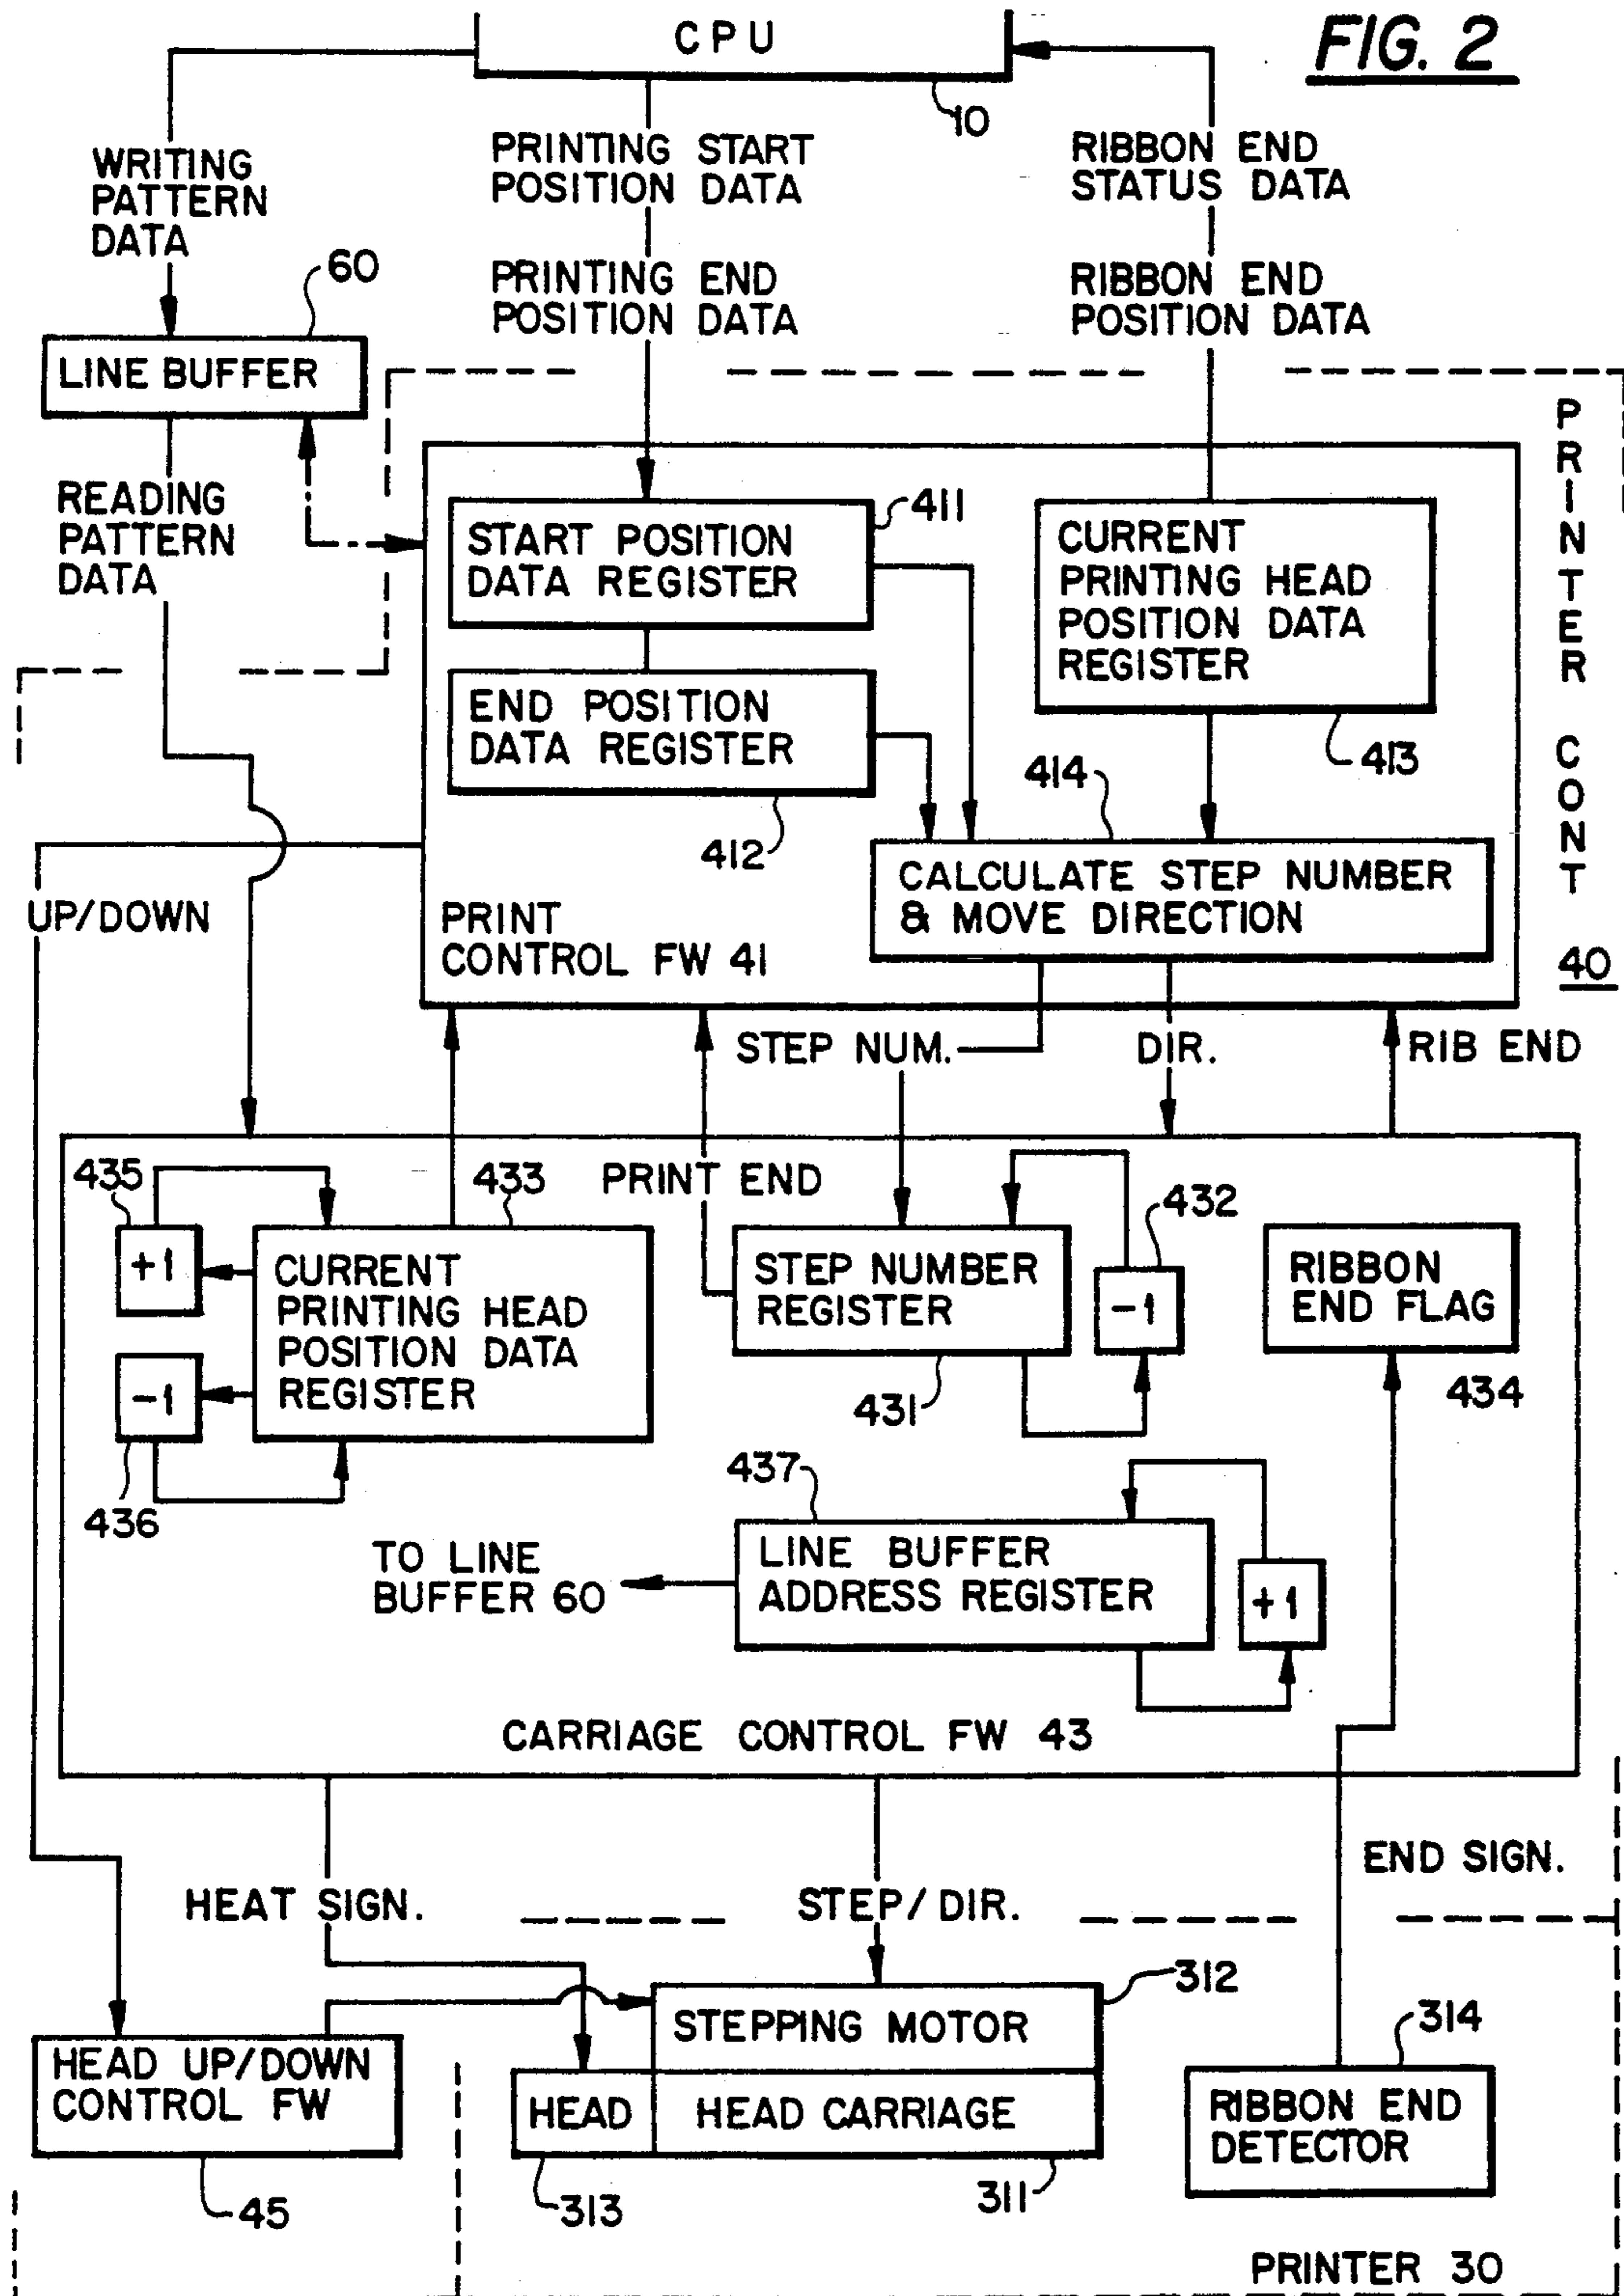 FIG. 2
CPU
10
WRITING
PATTERN
DATA
PRINTING START
POSITION DATA
PRINTING END
POSITION DATA
RIBBON END
STATUS DATA
RIBBON END
POSITION DATA
60
LINE BUFFER
READING
PATTERN
DATA
PRINTER CONT
40
411
START POSITION
DATA REGISTER
CURRENT
PRINTING HEAD
POSITION DATA
REGISTER
END POSITION
DATA REGISTER
412
413
414
CALCULATE STEP NUMBER
& MOVE DIRECTION
PRINT
CONTROL FW 41
UP/DOWN
STEP NUM.
DIR.
RIB END
435
433
PRINT END
432
+1
CURRENT
PRINTING HEAD
POSITION DATA
REGISTER
-1
436
STEP NUMBER
REGISTER
-1
431
RIBBON
END FLAG
434
437
TO LINE
BUFFER 60
LINE BUFFER
ADDRESS REGISTER
+1
CARRIAGE CONTROL FW 43
HEAT SIGN.
STEP/DIR.
END SIGN.
312
STEPPING MOTOR
314
HEAD UP/DOWN
CONTROL FW
HEAD
HEAD CARRIAGE
RIBBON END
DETECTOR
45
313
311
PRINTER 30